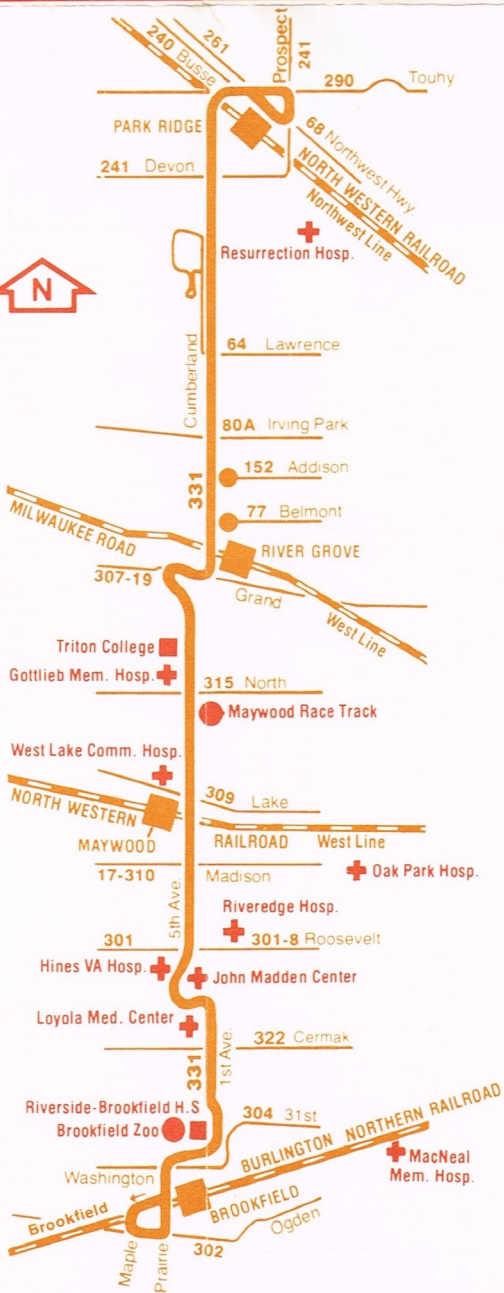 261
240 Busse
Prospect
241
290 Touhy
PARK RIDGE
68 Northwest Hwy
241 Devon
NORTH WESTERN RAILROAD
Northwest Line
Resurrection Hosp.
N
64 Lawrence
Cumberland
80A Irving Park
152 Addison
331
77 Belmont
MILWAUKEE ROAD
RIVER GROVE
307-19
Grand
West Line
Triton College
Gottlieb Mem. Hosp.
315 North
Maywood Race Track
West Lake Comm. Hosp.
309 Lake
NORTH WESTERN
RAILROAD West Line
MAYWOOD
17-310 Madison
Oak Park Hosp.
5th Ave.
Riveredge Hosp.
301
301-8 Roosevelt
Hines VA Hosp.
John Madden Center
Loyola Med. Center
322 Cermak
1st Ave.
331
Riverside-Brookfield H.S
304 31st
Brookfield Zoo
BURLINGTON NORTHERN RAILROAD
MacNeal
Mem. Hosp.
Washington
BROOKFIELD
Brookfield
Ogden
302
Maple
Prairie